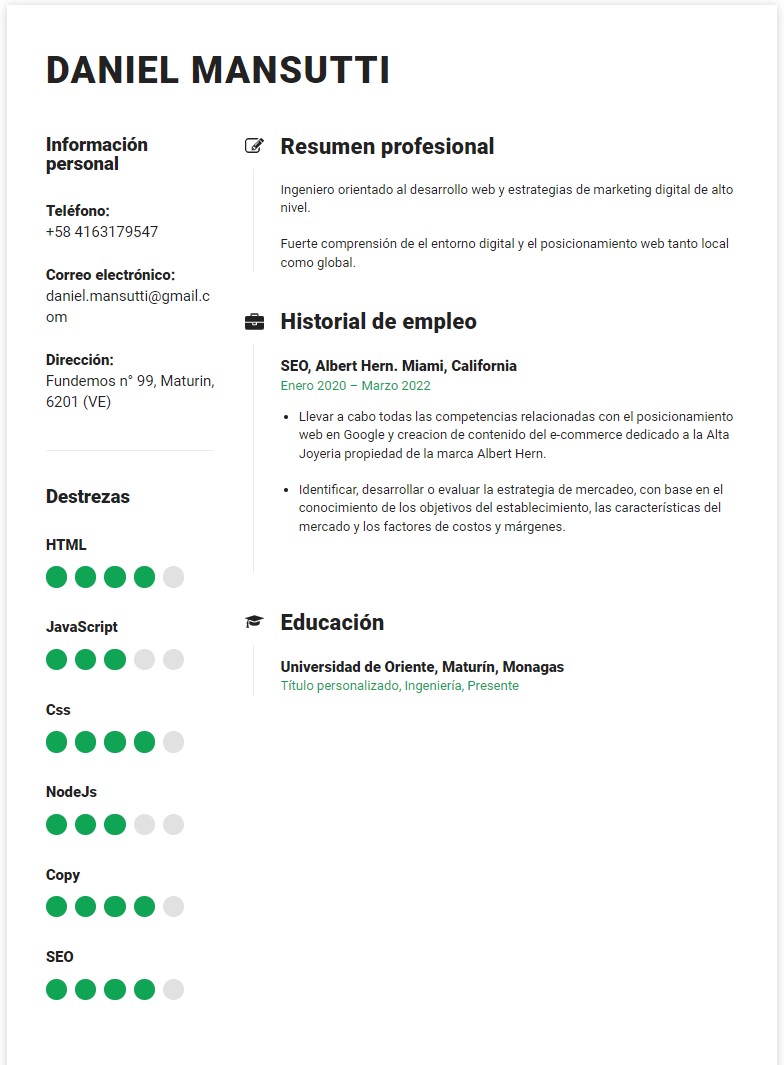 DANIEL MANSUTTI
Información
personal
Teléfono:
+58 4163179547
Correo electrónico:
daniel.mansutti@gmail.c
om
Dirección:
Fundemos n° 99, Maturin,
6201 (VE)
Destrezas
HTML
JavaScript
Css
NodeJs
Copy
SEO
Resumen profesional
Ingeniero orientado al desarrollo web y estrategias de marketing digital de alto
nivel.
Fuerte comprensión de el entorno digital y el posicionamiento web tanto local
como global.
Historial de empleo
SEO, Albert Hern. Miami, California
Enero 2020 – Marzo 2022
• Llevar a cabo todas las competencias relacionadas con el posicionamiento
web en Google y creacion de contenido del e-commerce dedicado a la Alta
Joyeria propiedad de la marca Albert Hern.
• Identificar, desarrollar o evaluar la estrategia de mercadeo, con base en el
conocimiento de los objetivos del establecimiento, las características del
mercado y los factores de costos y márgenes.
Educación
Universidad de Oriente, Maturín, Monagas
Título personalizado, Ingeniería, Presente